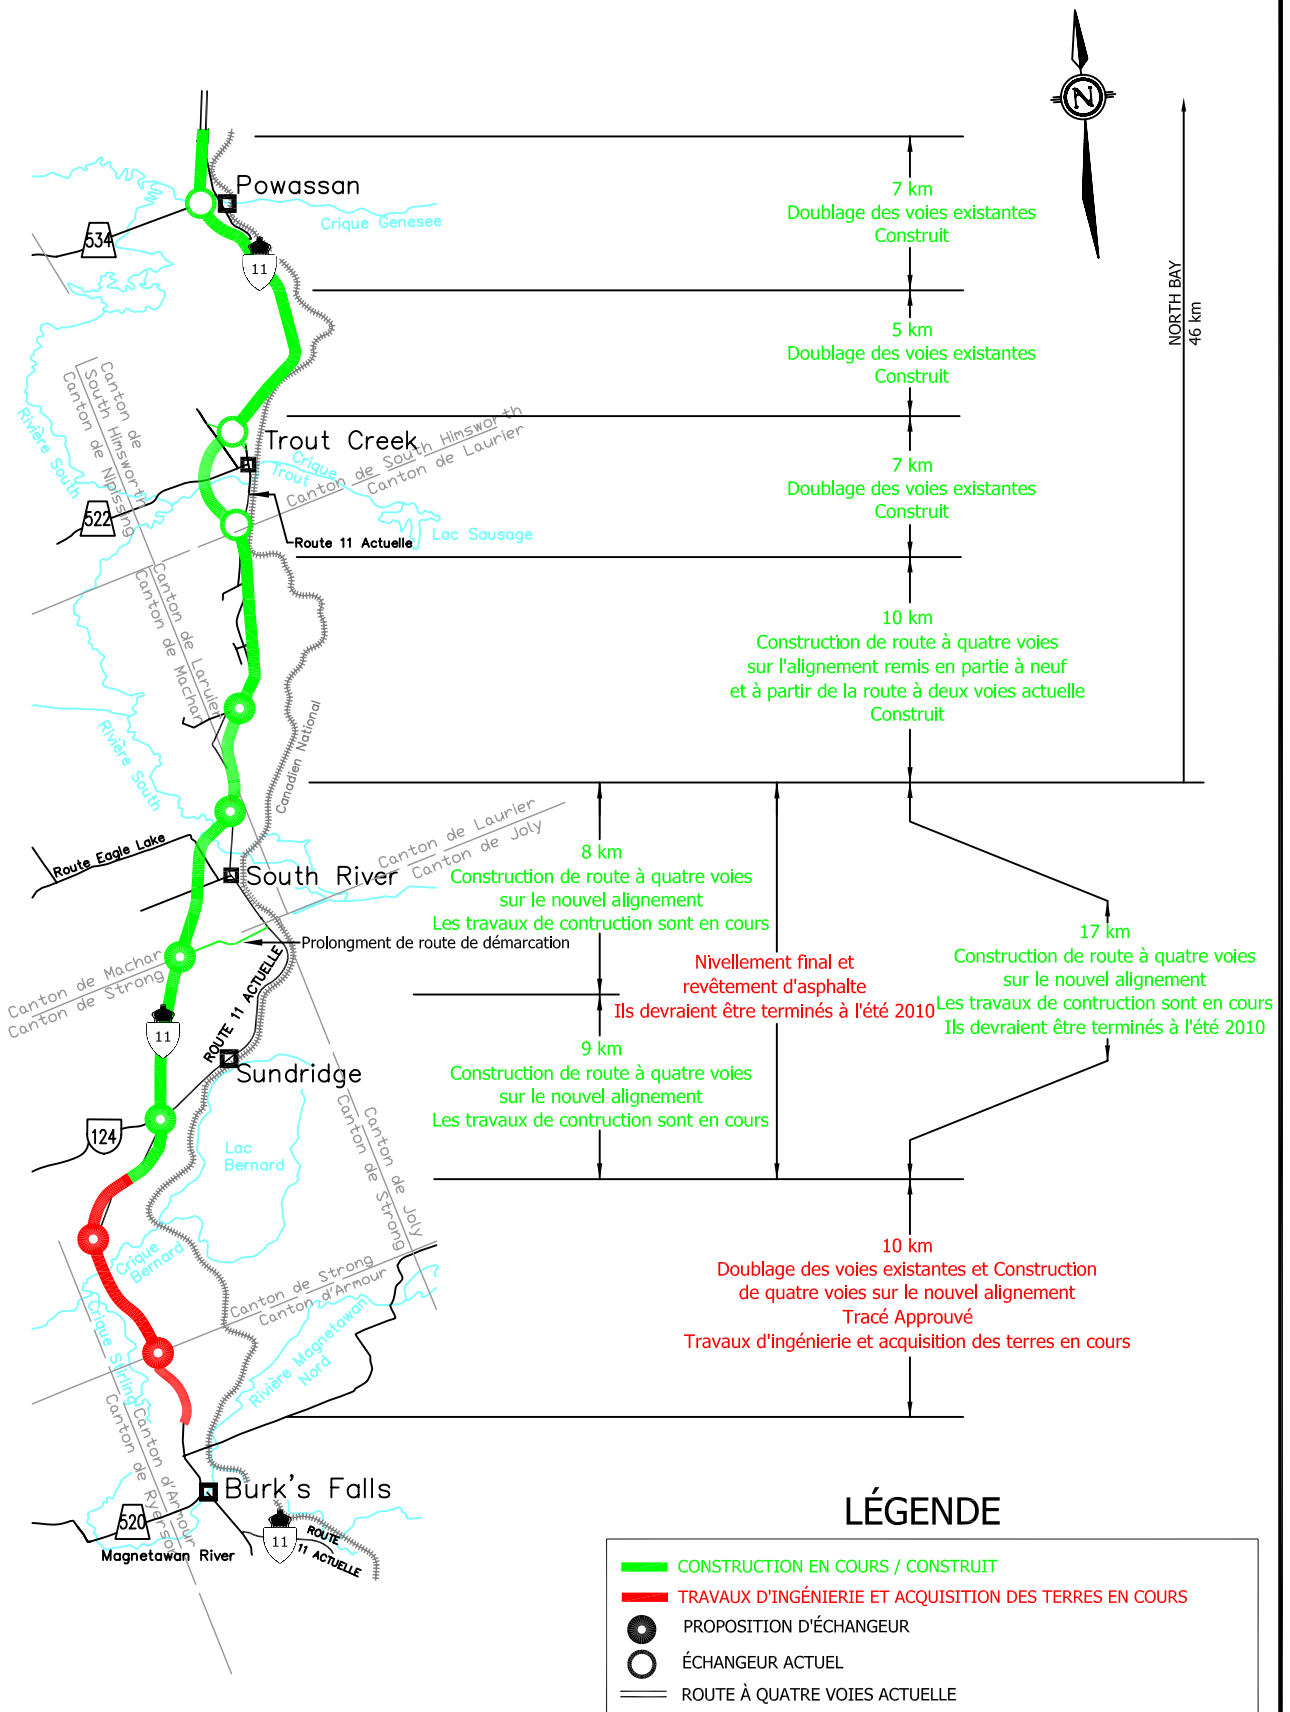 N
NORTH BAY
46 km
Powassan
Crique Genesee
534
11
7 km
Doublage des voies existantes
Construit
5 km
Doublage des voies existantes
Construit
Canton de
South Himsworth
Canton de Nipissing
Rivière South
Trout Creek
Crique
Trout
Canton de South Himsworth
Canton de Laurier
522
Lac Sausage
Route 11 Actuelle
7 km
Doublage des voies existantes
Construit
Canton de Laruier
Canton de Machar
10 km
Construction de route à quatre voies
sur l'alignement remis en partie à neuf
et à partir de la route à deux voies actuelle
Construit
Rivière South
Canadien National
Route Eagle Lake
Canton de Laurier
Canton de Joly
South River
8 km
Construction de route à quatre voies
sur le nouvel alignement
Les travaux de contruction sont en cours
Prolongment de route de démarcation
Canton de Machar
Canton de Strong
Nivellement final et
revêtement d'asphalte
Ils devraient être terminés à l'été 2010
17 km
Construction de route à quatre voies
sur le nouvel alignement
Les travaux de contruction sont en cours
Ils devraient être terminés à l'été 2010
ROUTE 11 ACTUELLE
11
Sundridge
9 km
Construction de route à quatre voies
sur le nouvel alignement
Les travaux de contruction sont en cours
124
Lac
Bernard
Canton de Joly
Canton de Strong
Crique
Bernard
Canton de Strong
Canton d'Armour
10 km
Doublage des voies existantes et Construction
de quatre voies sur le nouvel alignement
Tracé Approuvé
Travaux d'ingénierie et acquisition des terres en cours
Crique Stirling
Rivière Magnetawan
Nord
Canton d'Armour
Canton de Ryerson
Burk's Falls
520
Magnetawan River
11
ROUTE
11 ACTUELLE
LÉGENDE
CONSTRUCTION EN COURS / CONSTRUIT
TRAVAUX D'INGÉNIERIE ET ACQUISITION DES TERRES EN COURS
PROPOSITION D'ÉCHANGEUR
ÉCHANGEUR ACTUEL
ROUTE À QUATRE VOIES ACTUELLE